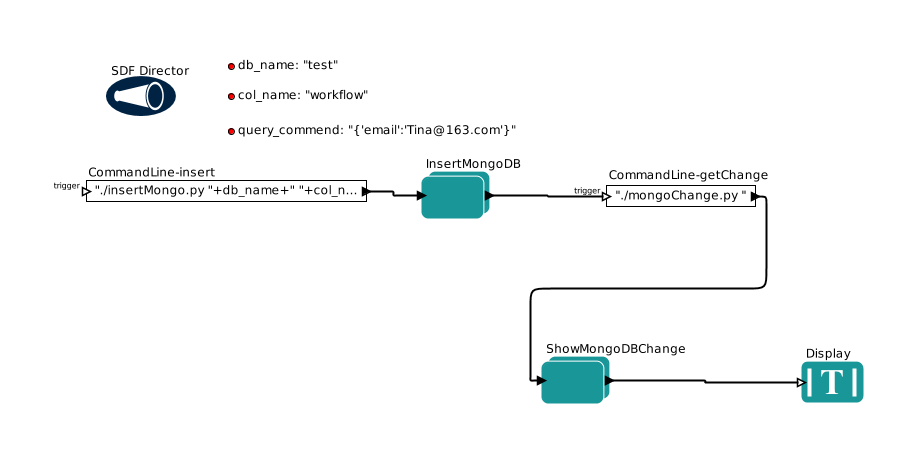 SDF Director
db_name: "test"
col_name: "workflow"
query_commend: "{'email':'Tina@163.com'}"
CommandLine-insert
trigger
"./insertMongo.py "+db_name+" "+col_n...
InsertMongoDB
CommandLine-getChange
trigger
"./mongoChange.py "
ShowMongoDBChange
Display
T